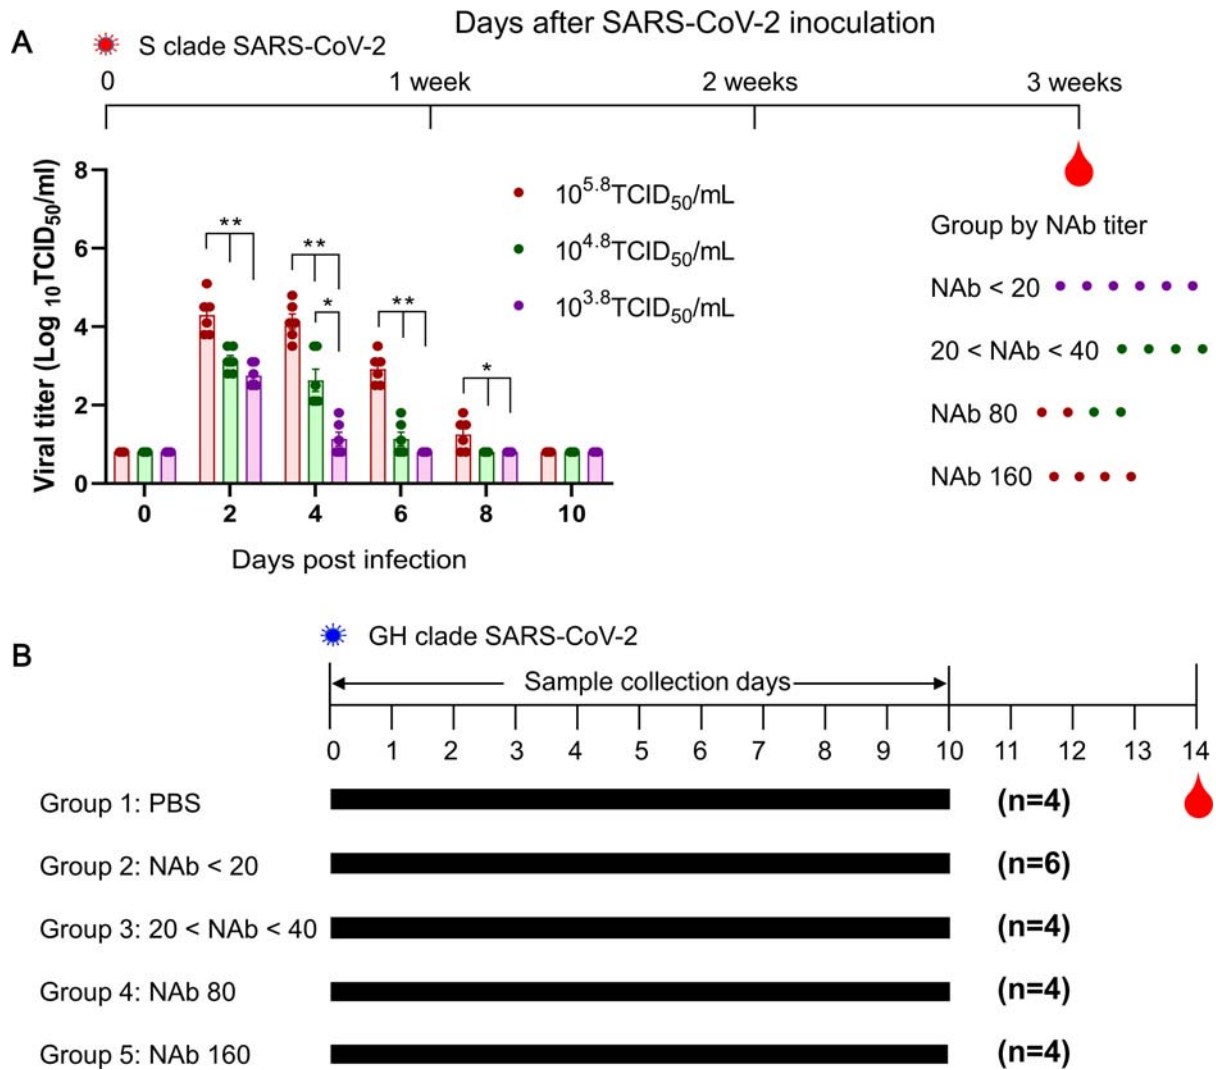 A
S clade SARS-CoV-2
Days after SARS-CoV-2 inoculation
0 1 week 2 weeks 3 weeks
Viral titer (Log 10TCID50/ml)
8
6
4
2
0
** ** * ** *
10^5.8TCID50/mL
10^4.8TCID50/mL
10^3.8TCID50/mL
0 2 4 6 8 10
Days post infection
Group by NAb titer
NAb < 20
20 < NAb < 40
NAb 80
NAb 160
B
GH clade SARS-CoV-2
Sample collection days
0 1 2 3 4 5 6 7 8 9 10 11 12 13 14
Group 1: PBS (n=4)
Group 2: NAb < 20 (n=6)
Group 3: 20 < NAb < 40 (n=4)
Group 4: NAb 80 (n=4)
Group 5: NAb 160 (n=4)